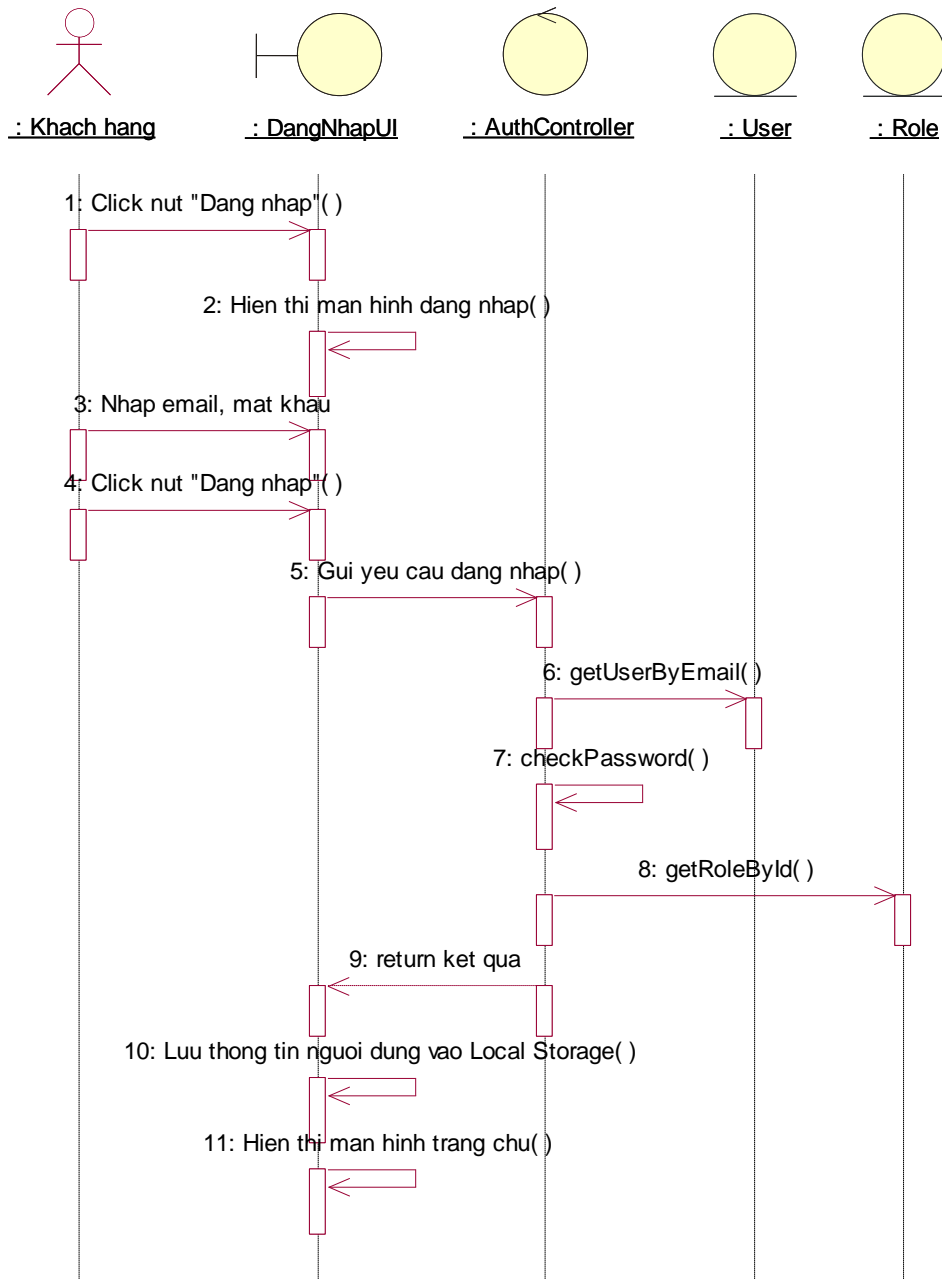 : Khach hang
: DangNhapUI
: AuthController
: User
: Role
1: Click nut "Dang nhap"( )
2: Hien thi man hinh dang nhap( )
3: Nhap email, mat khau
4: Click nut "Dang nhap"( )
5: Gui yeu cau dang nhap( )
6: getUserByEmail( )
7: checkPassword( )
8: getRoleById( )
9: return ket qua
10: Luu thong tin nguoi dung vao Local Storage( )
11: Hien thi man hinh trang chu( )